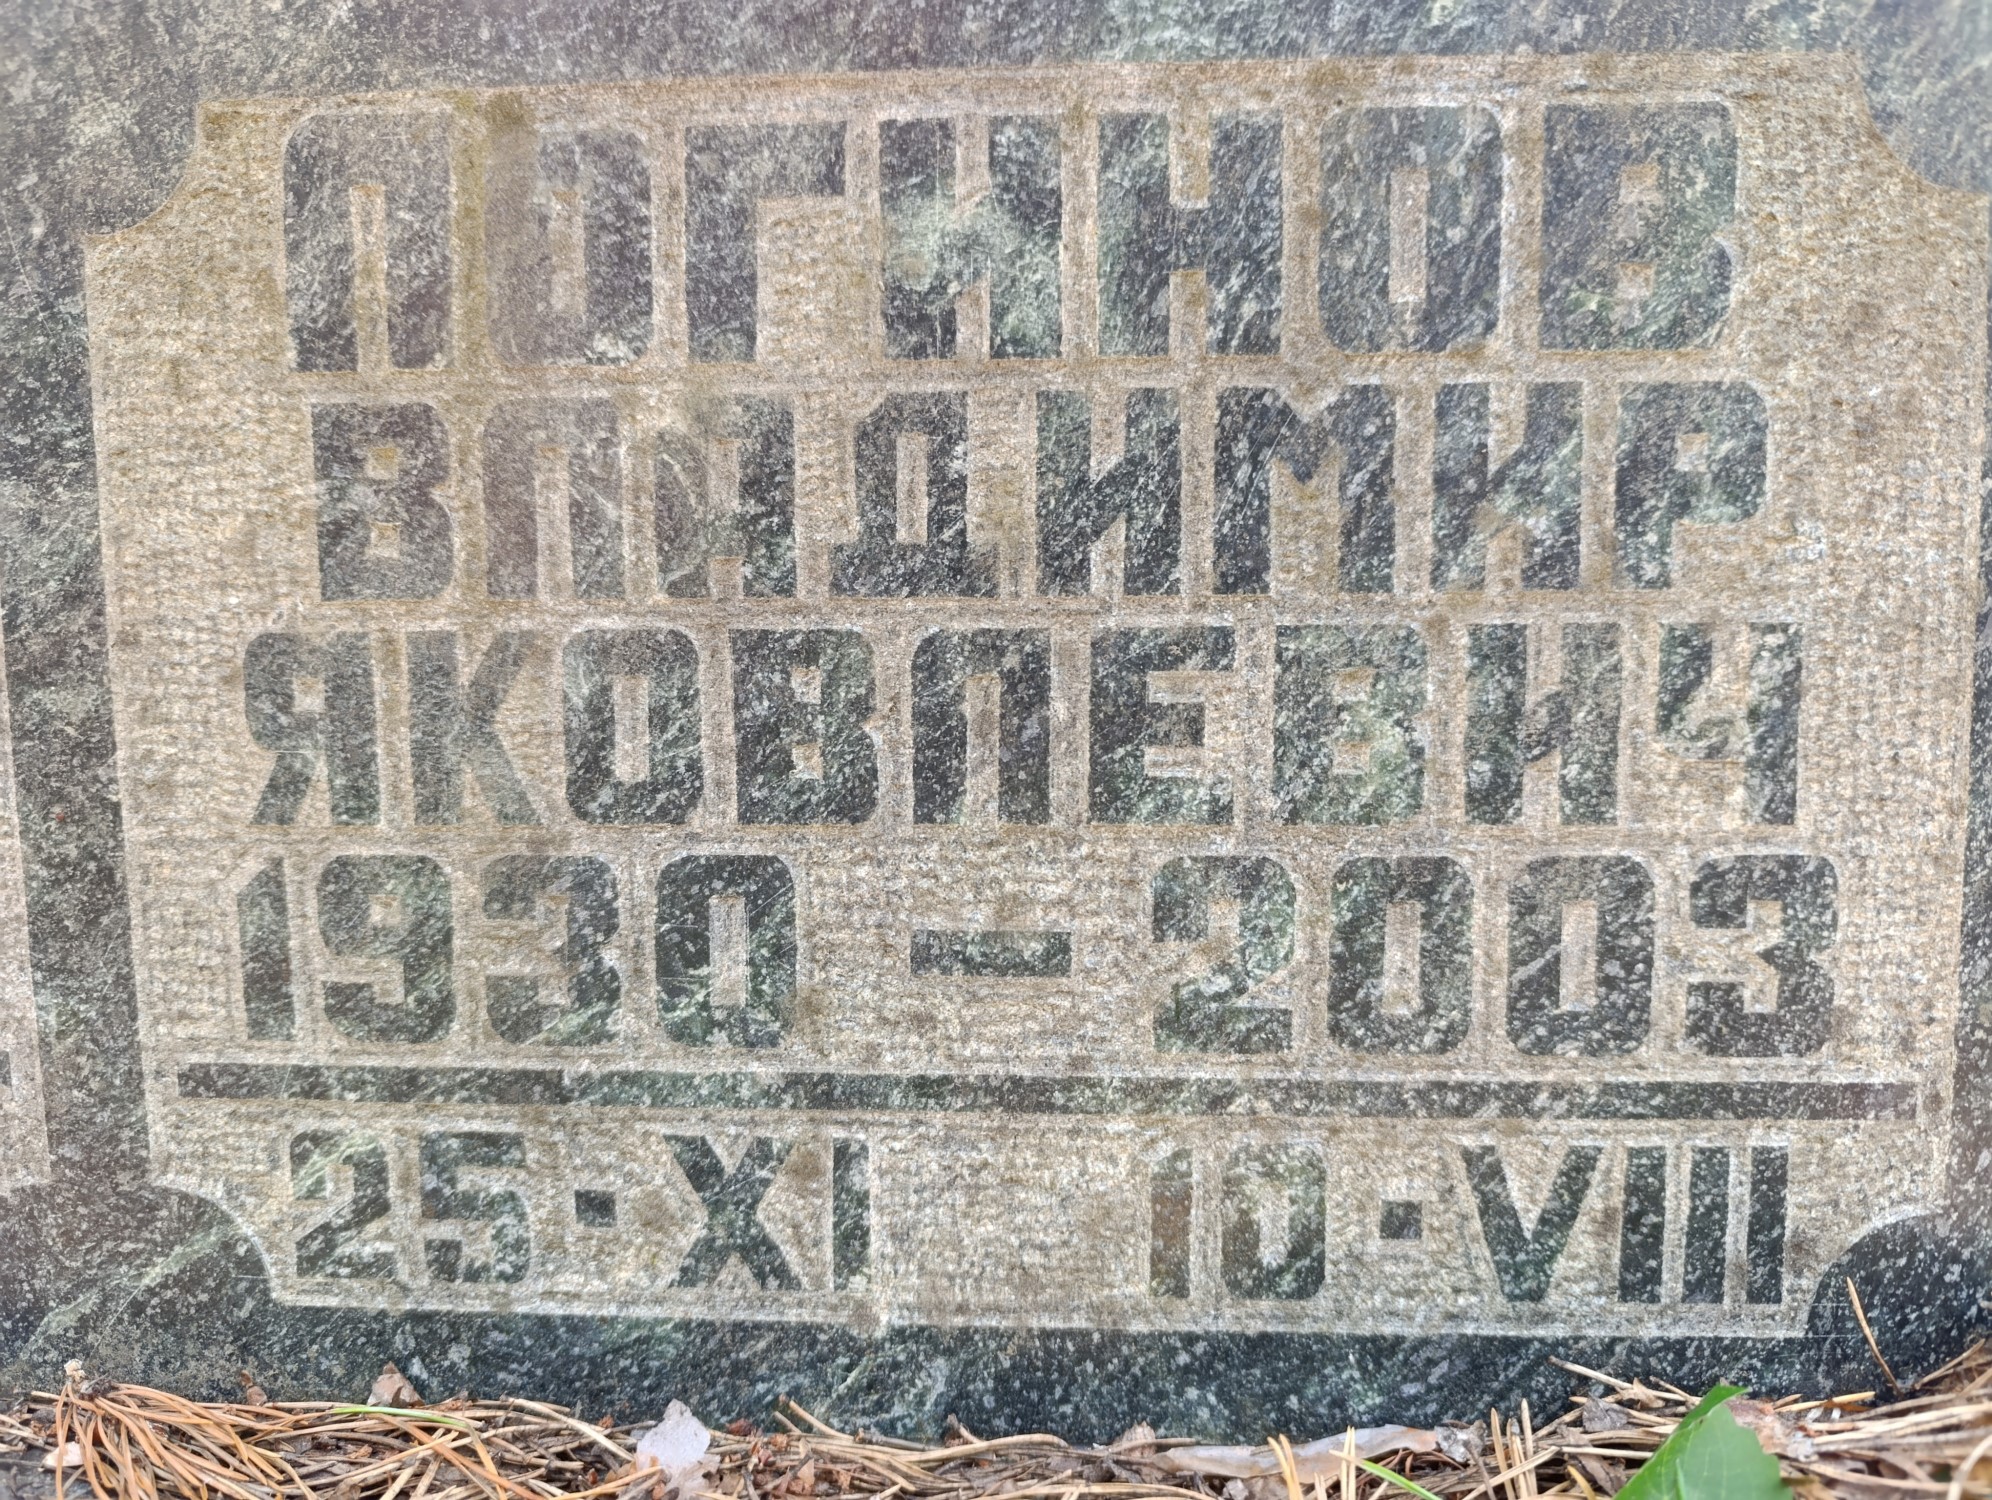 ЛОГИНОВ
ВЛАДИМИР
ЯКОВЛЕВИЧ
1930 - 2003
25·XI 10·VIII